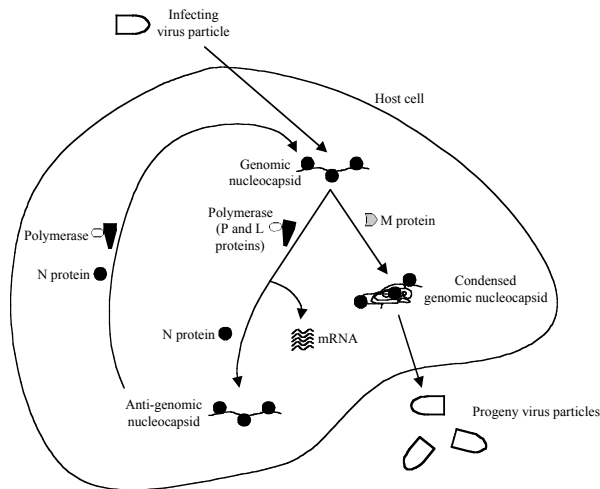 Infecting
virus particle
Host cell
Genomic
nucleocapsid
Polymerase
(P and L
proteins)
M protein
Polymerase
N protein
Condensed
genomic nucleocapsid
N protein
mRNA
Anti-genomic
nucleocapsid
Progeny virus particles